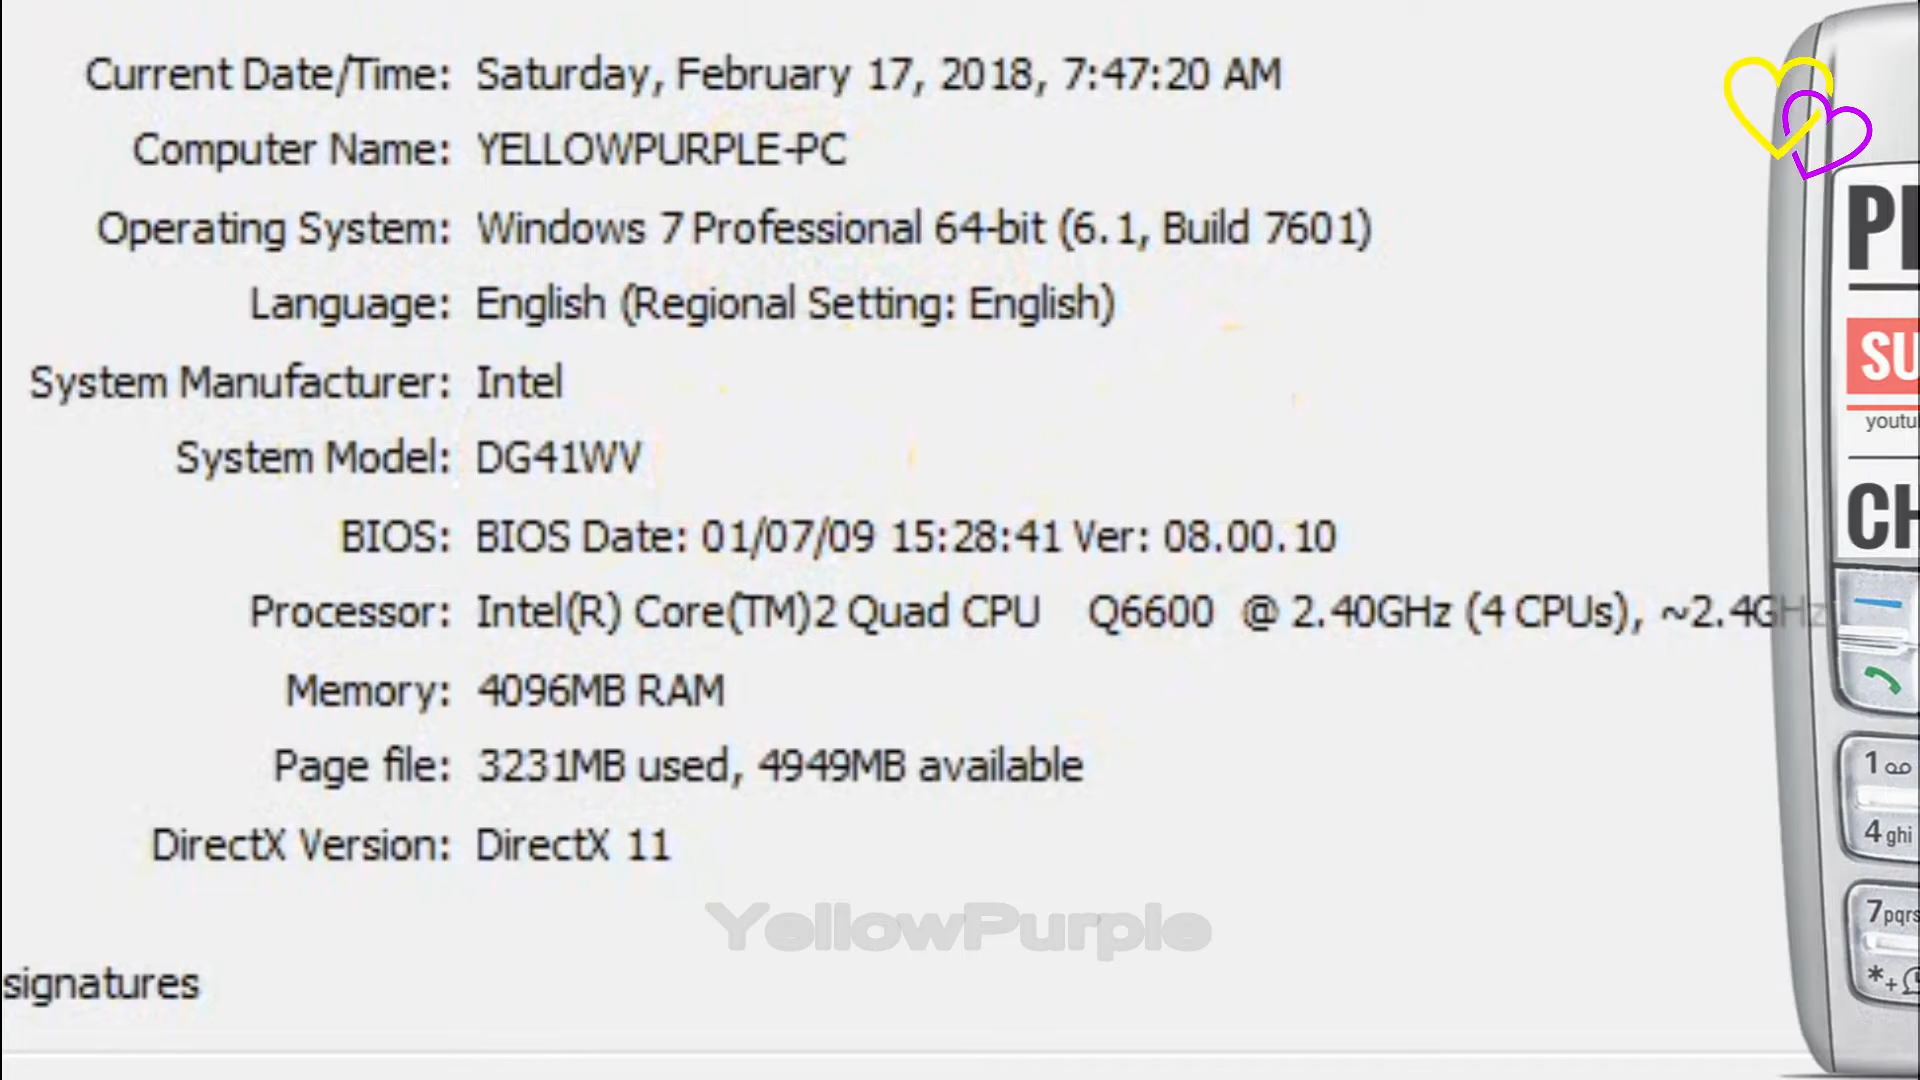 Current Date/Time: Saturday, February 17, 2018, 7:47:20 AM
Computer Name: YELLOWPURPLE-PC
Operating System: Windows 7 Professional 64-bit (6.1, Build 7601)
Language: English (Regional Setting: English)
System Manufacturer: Intel
System Model: DG41WV
BIOS: BIOS Date: 01/07/09 15:28:41 Ver: 08.00.10
Processor: Intel(R) Core(TM)2 Quad CPU Q6600 @ 2.40GHz (4 CPUs), ~2.4GHz
Memory: 4096MB RAM
Page file: 3231MB used, 4949MB available
DirectX Version: DirectX 11
YellowPurple
signatures
SU
youtu
CH
1
4 ghi
7pqrs
*+